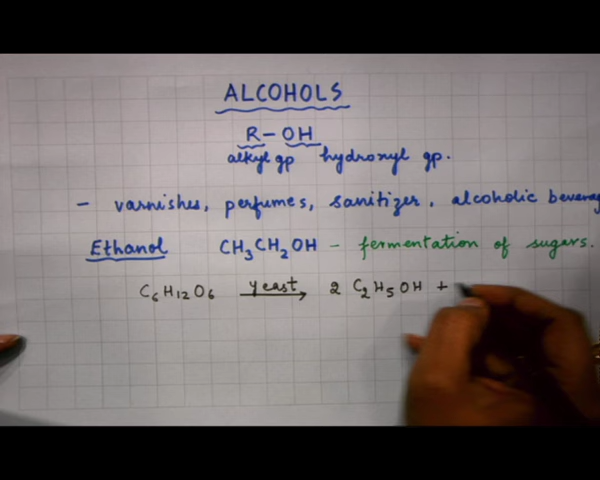 ALCOHOLS
R - OH
alkyl gp hydroxyl gp.
- varnishes, perfumes, sanitizer, alcoholic beverag
Ethanol CH₃CH₂OH - fermentation of sugars.
C₆H₁₂O₆ yeast → 2 C₂H₅OH +